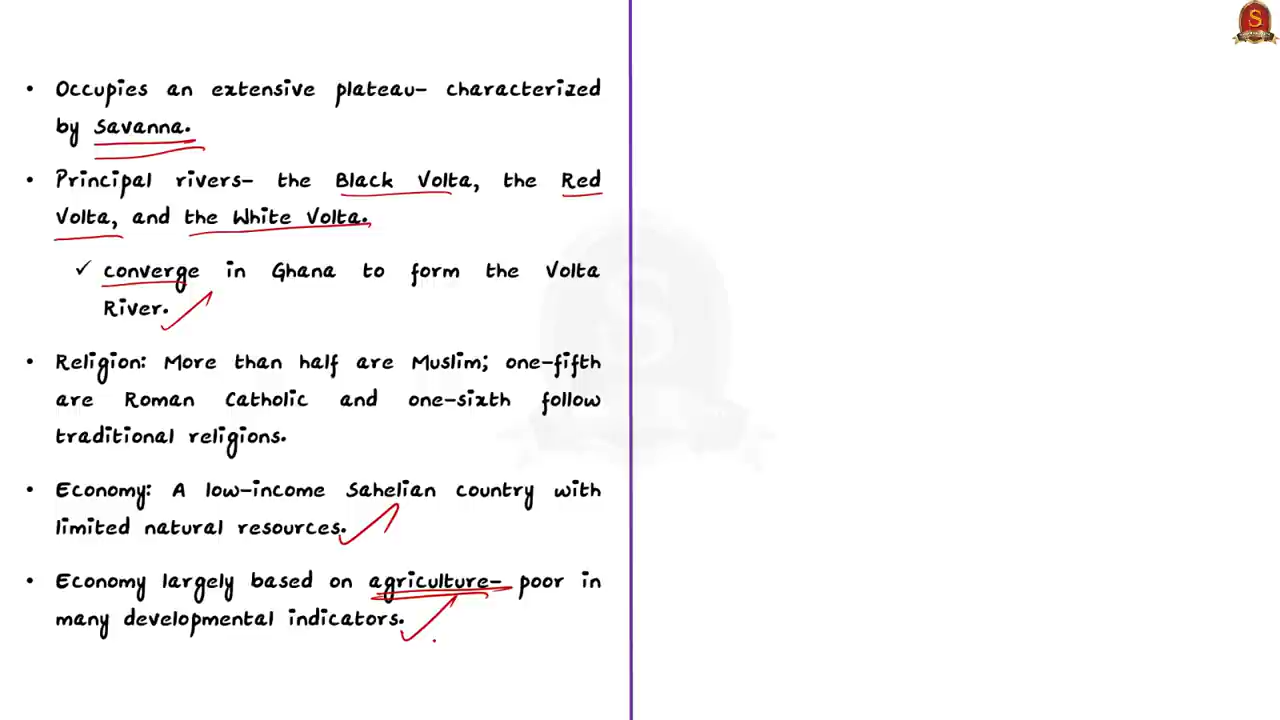 • Occupies an extensive plateau- characterized
by Savanna.
• Principal rivers- the Black Volta, the Red
Volta, and the White Volta.
✓ converge in Ghana to form the Volta
River.
• Religion: More than half are Muslim; one-fifth
are Roman Catholic and one-sixth follow
traditional religions.
• Economy: A low-income Sahelian country with
limited natural resources.
• Economy largely based on agriculture- poor in
many developmental indicators.
S